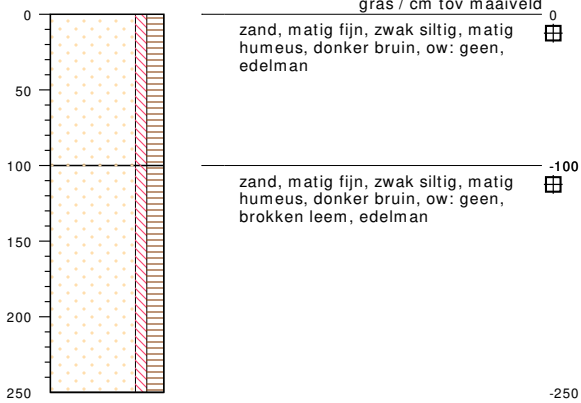 gras / cm tov maaiveld
0
0
zand, matig fijn, zwak siltig, matig
humeus, donker bruin, ow: geen,
edelman
50
100
-100
zand, matig fijn, zwak siltig, matig
humeus, donker bruin, ow: geen,
brokken leem, edelman
150
200
250
-250